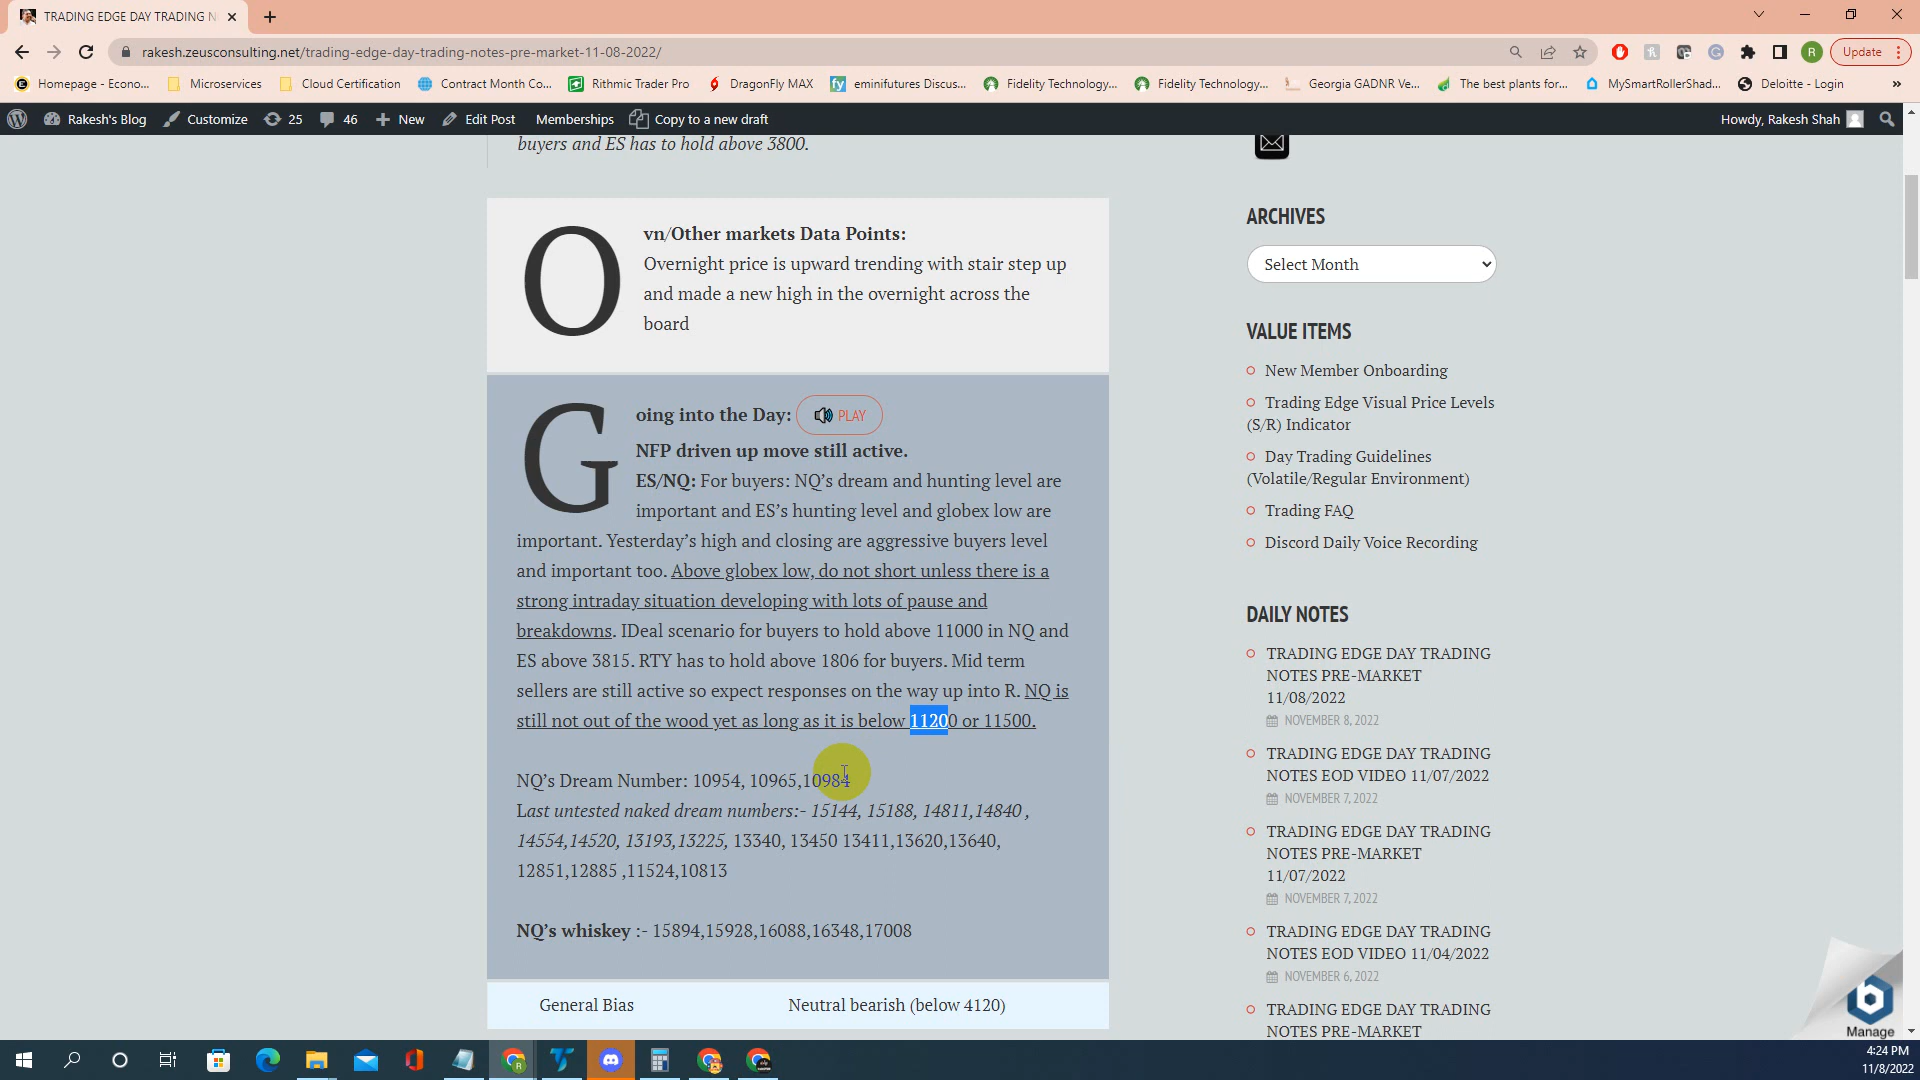 TRADING EDGE DAY TRADING N
rakesh.zeusconsulting.net/trading-edge-day-trading-notes-pre-market-11-08-2022/
R
Update
Homepage - Econo...
Microservices
Cloud Certification
Contract Month Co...
Rithmic Trader Pro
DragonFly MAX
eminifutures Discus...
Fidelity Technology...
Fidelity Technology...
Georgia GADNR Ve...
The best plants for...
MySmartRollerShad...
Deloitte - Login
»
Rakesh's Blog
Customize
25
46
New
Edit Post
Memberships
Copy to a new draft
Howdy, Rakesh Shah
buyers and ES has to hold above 3800.
Ovn/Other markets Data Points:
Overnight price is upward trending with stair step up
and made a new high in the overnight across the
board
Going into the Day: PLAY
NFP driven up move still active.
ES/NQ: For buyers: NQ’s dream and hunting level are
important and ES’s hunting level and globex low are
important. Yesterday’s high and closing are aggressive buyers level
and important too. Above globex low, do not short unless there is a
strong intraday situation developing with lots of pause and
breakdowns. IDeal scenario for buyers to hold above 11000 in NQ and
ES above 3815. RTY has to hold above 1806 for buyers. Mid term
sellers are still active so expect responses on the way up into R. NQ is
still not out of the wood yet as long as it is below 11200 or 11500.
NQ’s Dream Number: 10954, 10965,10984
Last untested naked dream numbers:- 15144, 15188, 14811,14840 ,
14554,14520, 13193,13225, 13340, 13450 13411,13620,13640,
12851,12885 ,11524,10813
NQ’s whiskey :- 15894,15928,16088,16348,17008
General Bias
Neutral bearish (below 4120)
ARCHIVES
Select Month
VALUE ITEMS
New Member Onboarding
Trading Edge Visual Price Levels
(S/R) Indicator
Day Trading Guidelines
(Volatile/Regular Environment)
Trading FAQ
Discord Daily Voice Recording
DAILY NOTES
TRADING EDGE DAY TRADING
NOTES PRE-MARKET
11/08/2022
NOVEMBER 8, 2022
TRADING EDGE DAY TRADING
NOTES EOD VIDEO 11/07/2022
NOVEMBER 7, 2022
TRADING EDGE DAY TRADING
NOTES PRE-MARKET
11/07/2022
NOVEMBER 7, 2022
TRADING EDGE DAY TRADING
NOTES EOD VIDEO 11/04/2022
NOVEMBER 6, 2022
TRADING EDGE DAY TRADING
NOTES PRE-MARKET
Manage
4:24 PM
11/8/2022